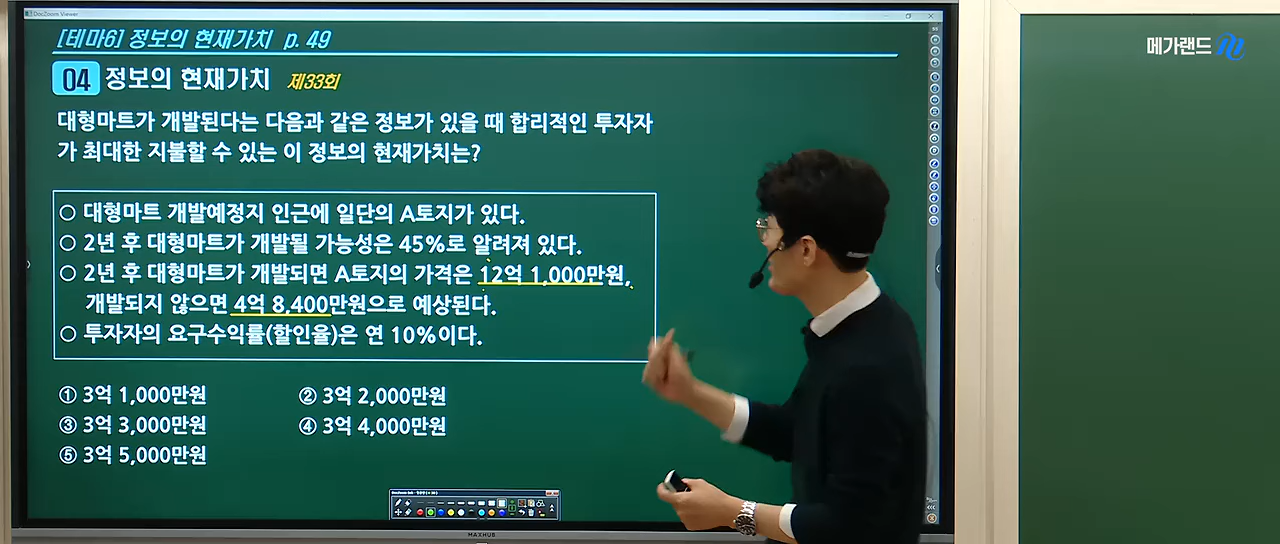 DocZoom Viewer
[테마6] 정보의 현재가치 p. 49
메가랜드
04 정보의 현재가치 제33회
대형마트가 개발된다는 다음과 같은 정보가 있을 때 합리적인 투자자
가 최대한 지불할 수 있는 이 정보의 현재가치는?
○ 대형마트 개발예정지 인근에 일단의 A토지가 있다.
○ 2년 후 대형마트가 개발될 가능성은 45%로 알려져 있다.
○ 2년 후 대형마트가 개발되면 A토지의 가격은 12억 1,000만원,
개발되지 않으면 4억 8,400만원으로 예상된다.
○ 투자자의 요구수익률(할인율)은 연 10%이다.
① 3억 1,000만원 ② 3억 2,000만원
③ 3억 3,000만원 ④ 3억 4,000만원
⑤ 3억 5,000만원
MAXHUB